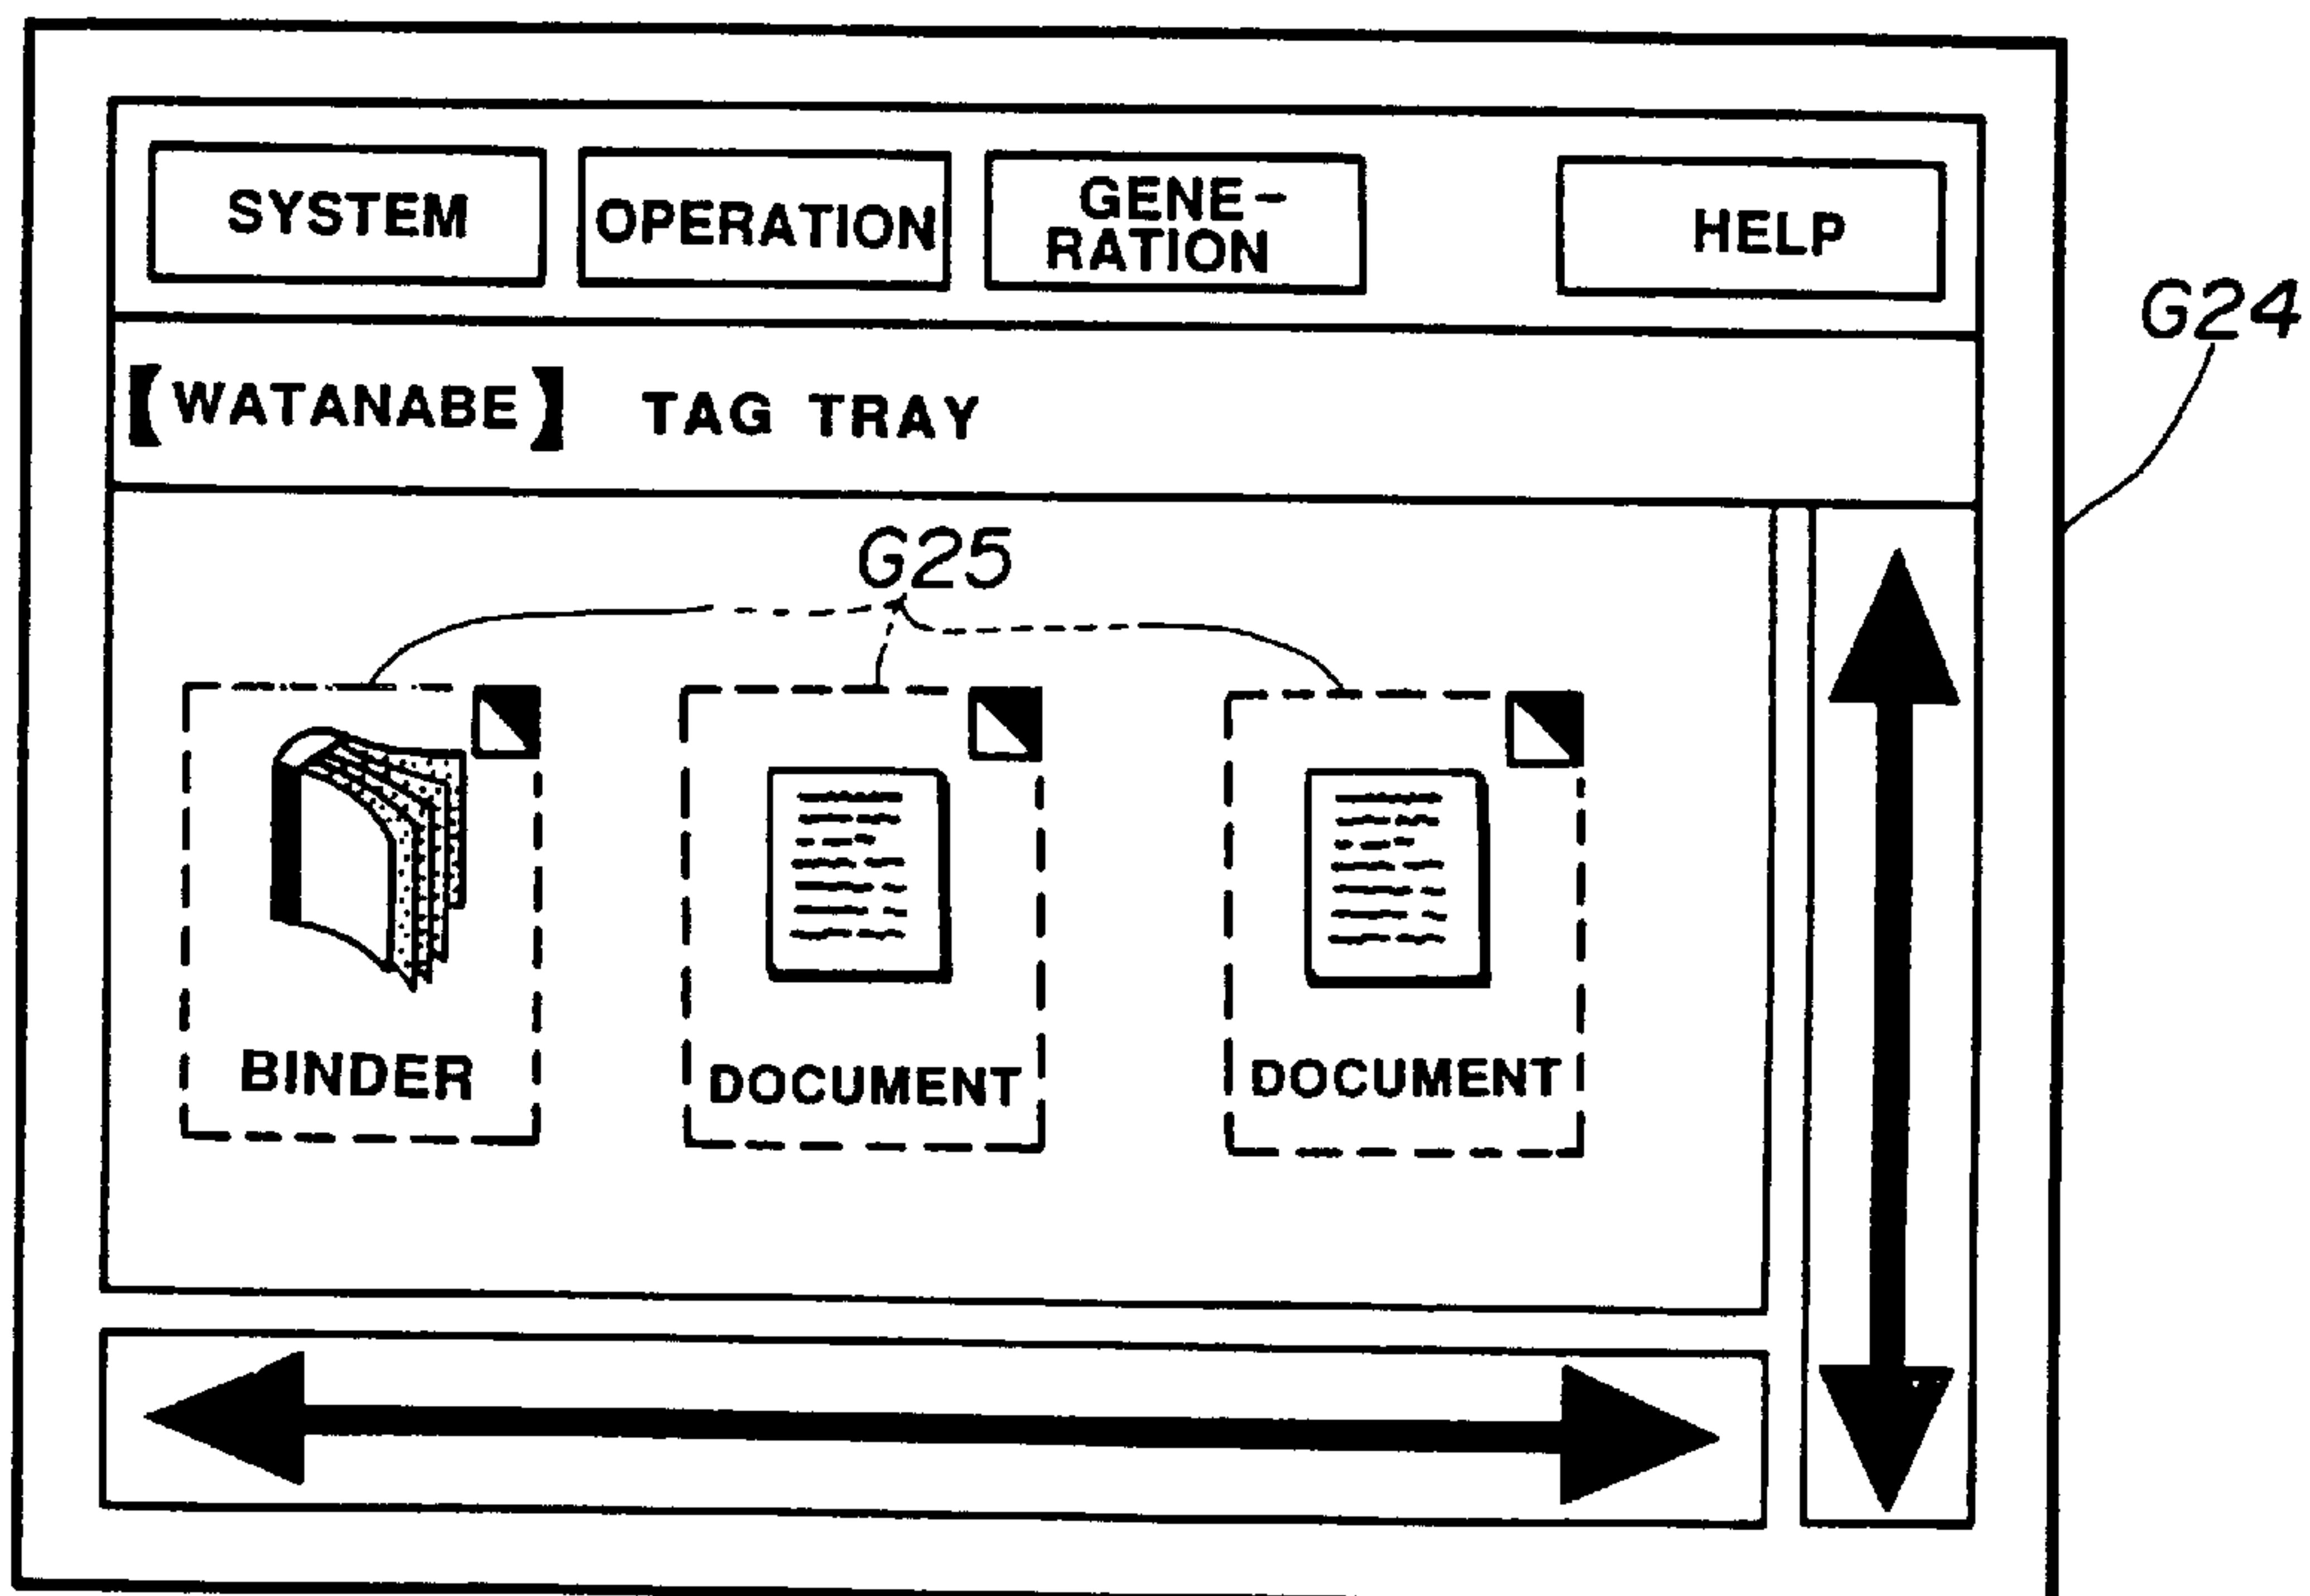 SYSTEM
OPERATION
GENE-
RATION
HELP
G24
【WATANABE】 TAG TRAY
G25
BINDER
DOCUMENT
DOCUMENT